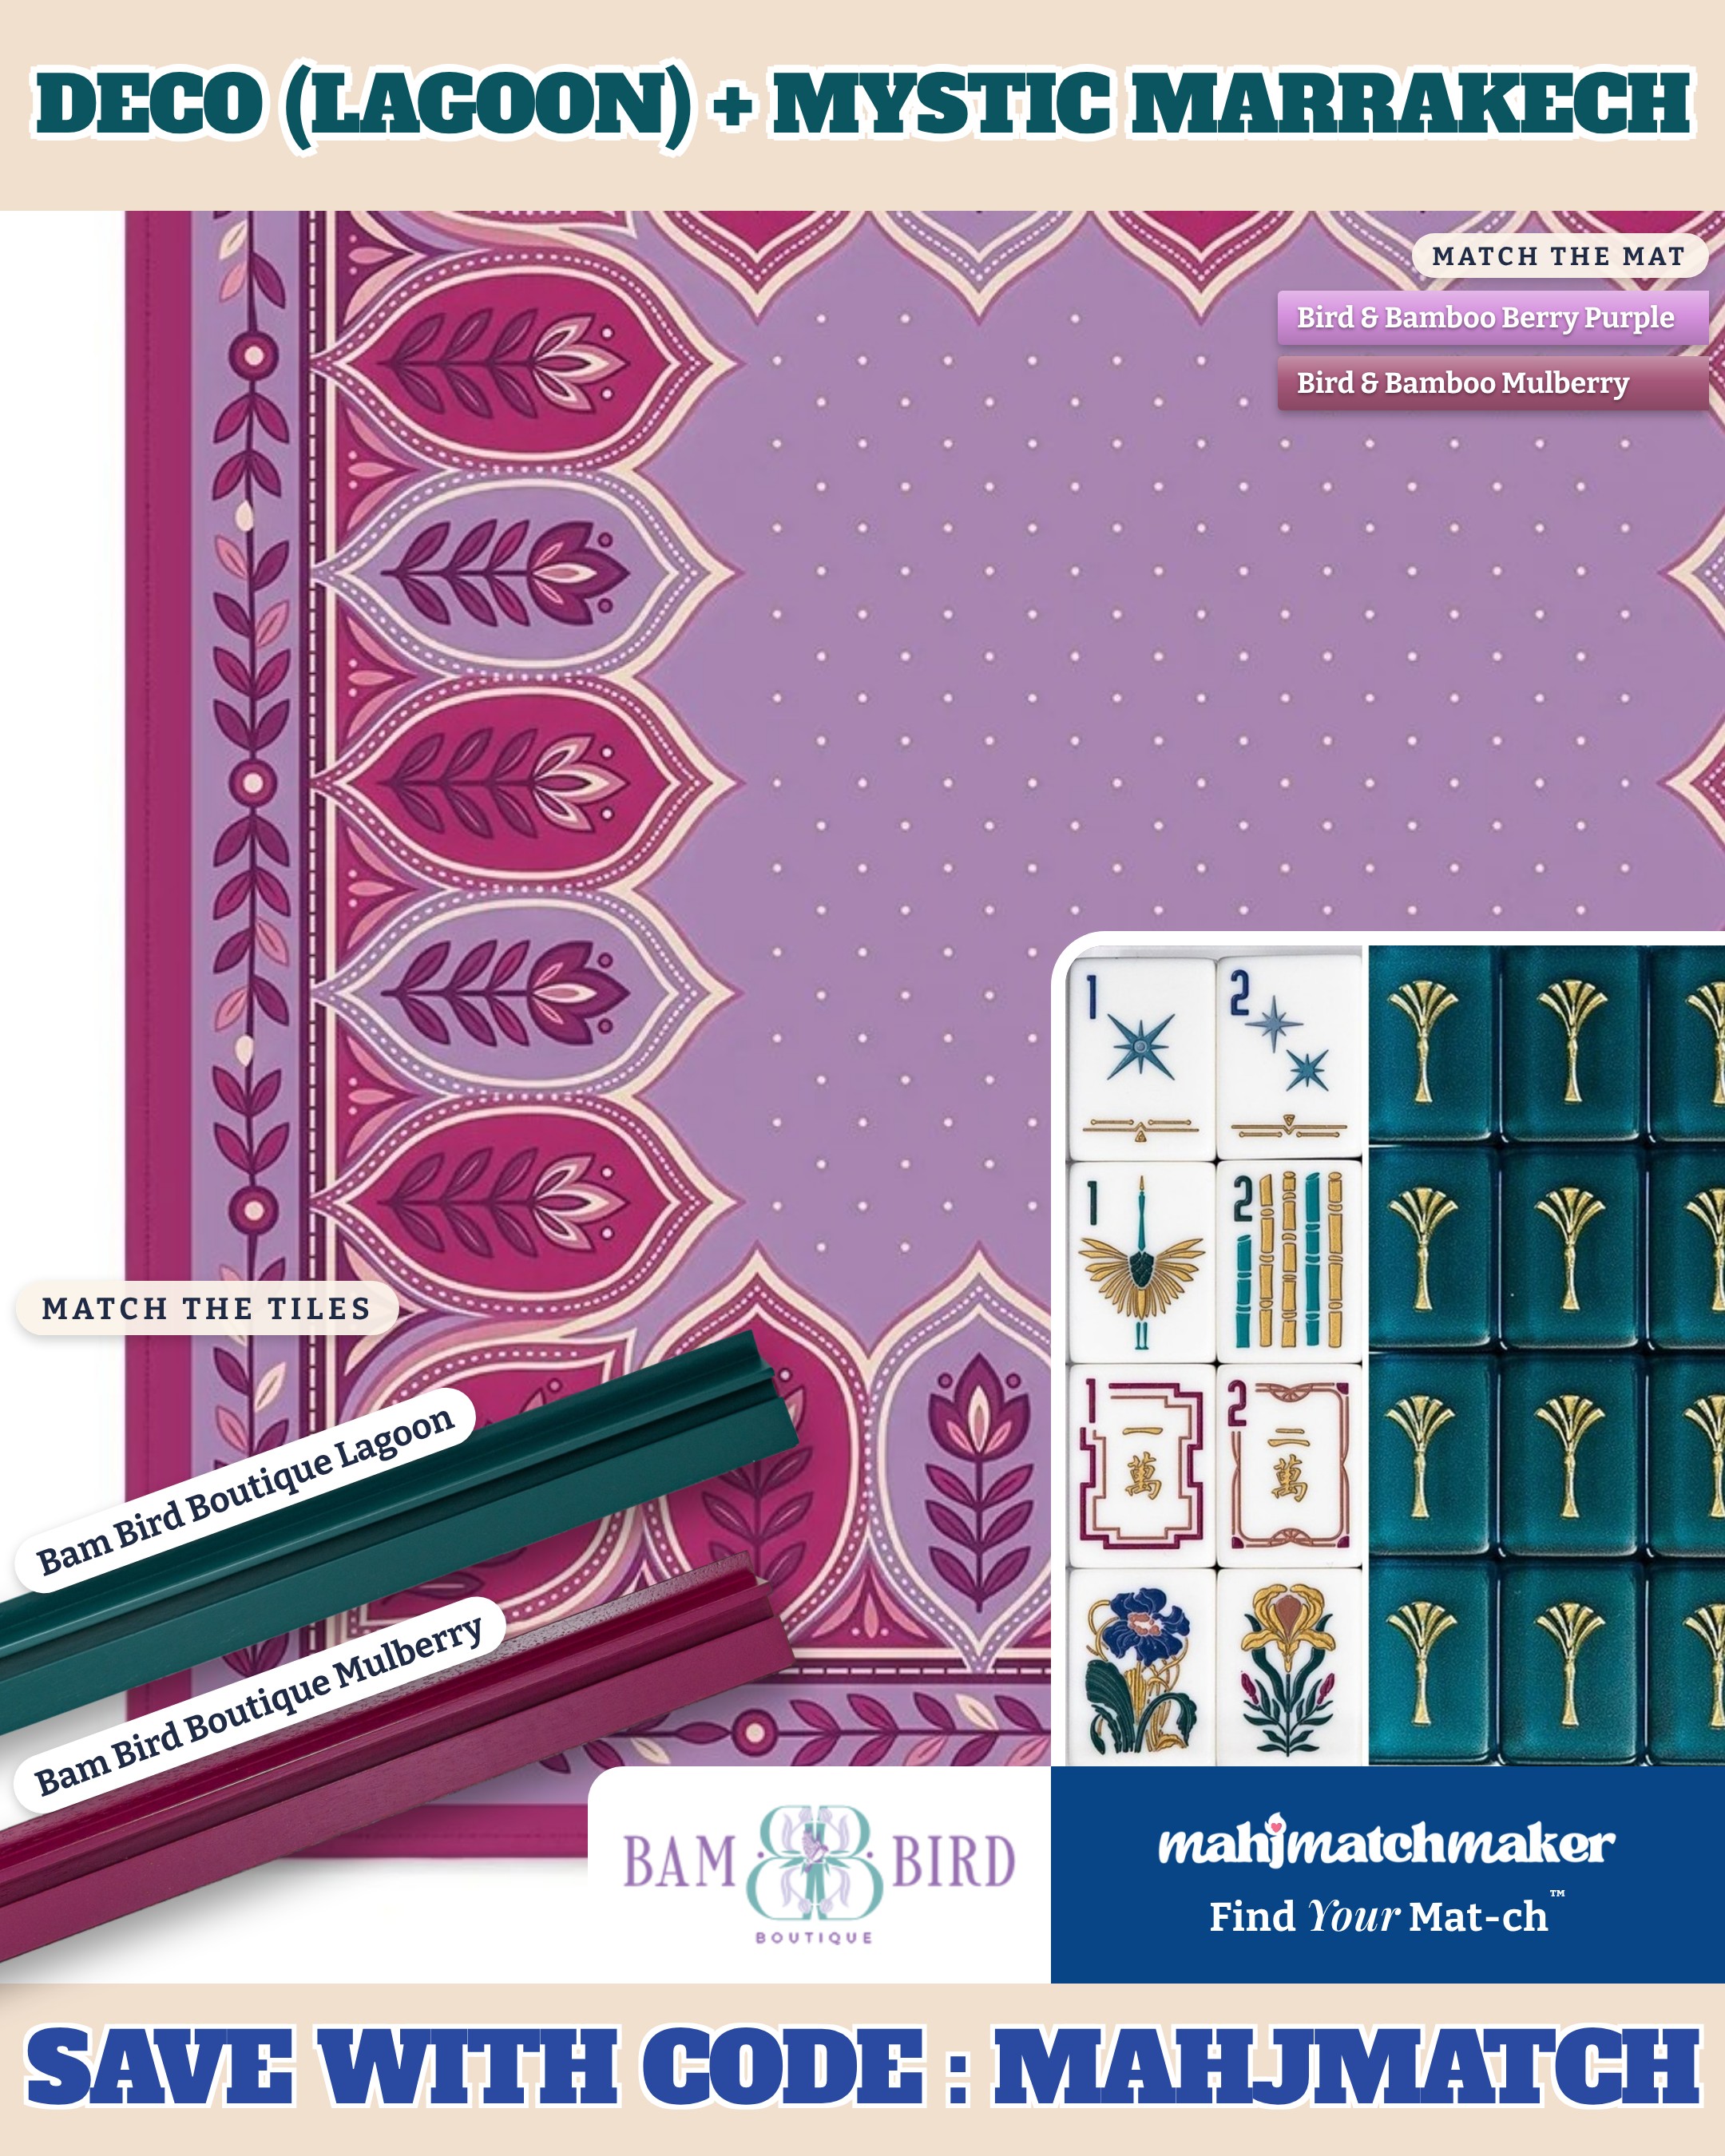 DECO (LAGOON) + MYSTIC MARRAKECH
MATCH THE MAT
Bird & Bamboo Berry Purple
Bird & Bamboo Mulberry
1
2
1
2
1
一
萬
2
二
萬
MATCH THE TILES
Bam Bird Boutique Lagoon
Bam Bird Boutique Mulberry
BAM BIRD
BOUTIQUE
mahjmatchmaker
Find Your Mat-ch™
SAVE WITH CODE : MAHJMATCH